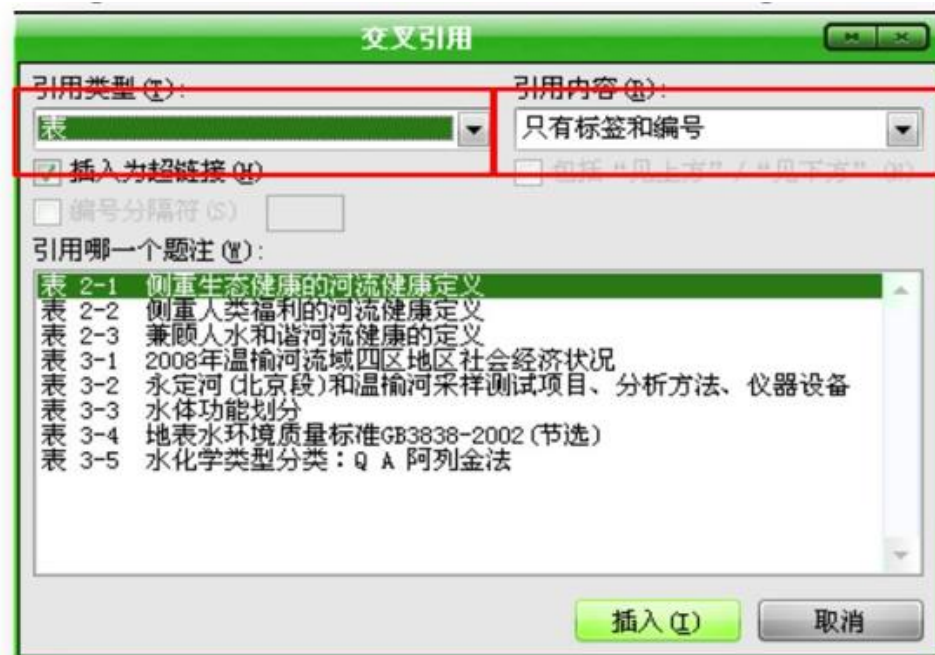 交叉引用
引用类型(T):
引用内容(R):
表
只有标签和编号
插入为超链接(H)
包括“见上方”/“见下方”(N)
编号分隔符(S)
引用哪一个题注(W):
表 2-1 侧重生态健康的河流健康定义
表 2-2 侧重人类福利的河流健康定义
表 2-3 兼顾人水和谐河流健康的定义
表 3-1 2008年温榆河流域四区地区社会经济状况
表 3-2 永定河(北京段)和温榆河采样测试项目、分析方法、仪器设备
表 3-3 水体功能划分
表 3-4 地表水环境质量标准GB3838-2002(节选)
表 3-5 水化学类型分类：Q A 阿列金法
插入(I)
取消